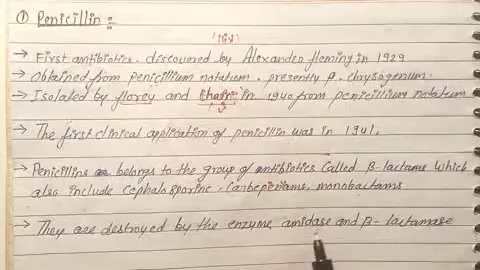 ① Penicillin :-
→ First antibiotics. discovered by Alexander fleming in 1929
→ Obtained from penicillium notatum. presently p. chrysogenum.
→ Isolated by florey and Chain in 1940 from penicillium notatum
→ The first clinical application of penicillin was in 1941.
→ Penicillins belongs to the group of antibiotics Called β-lactams which
also include Cephalosporins. Carbapenams, monobactams
→ They are destroyed by the enzyme amidase and β-lactamase